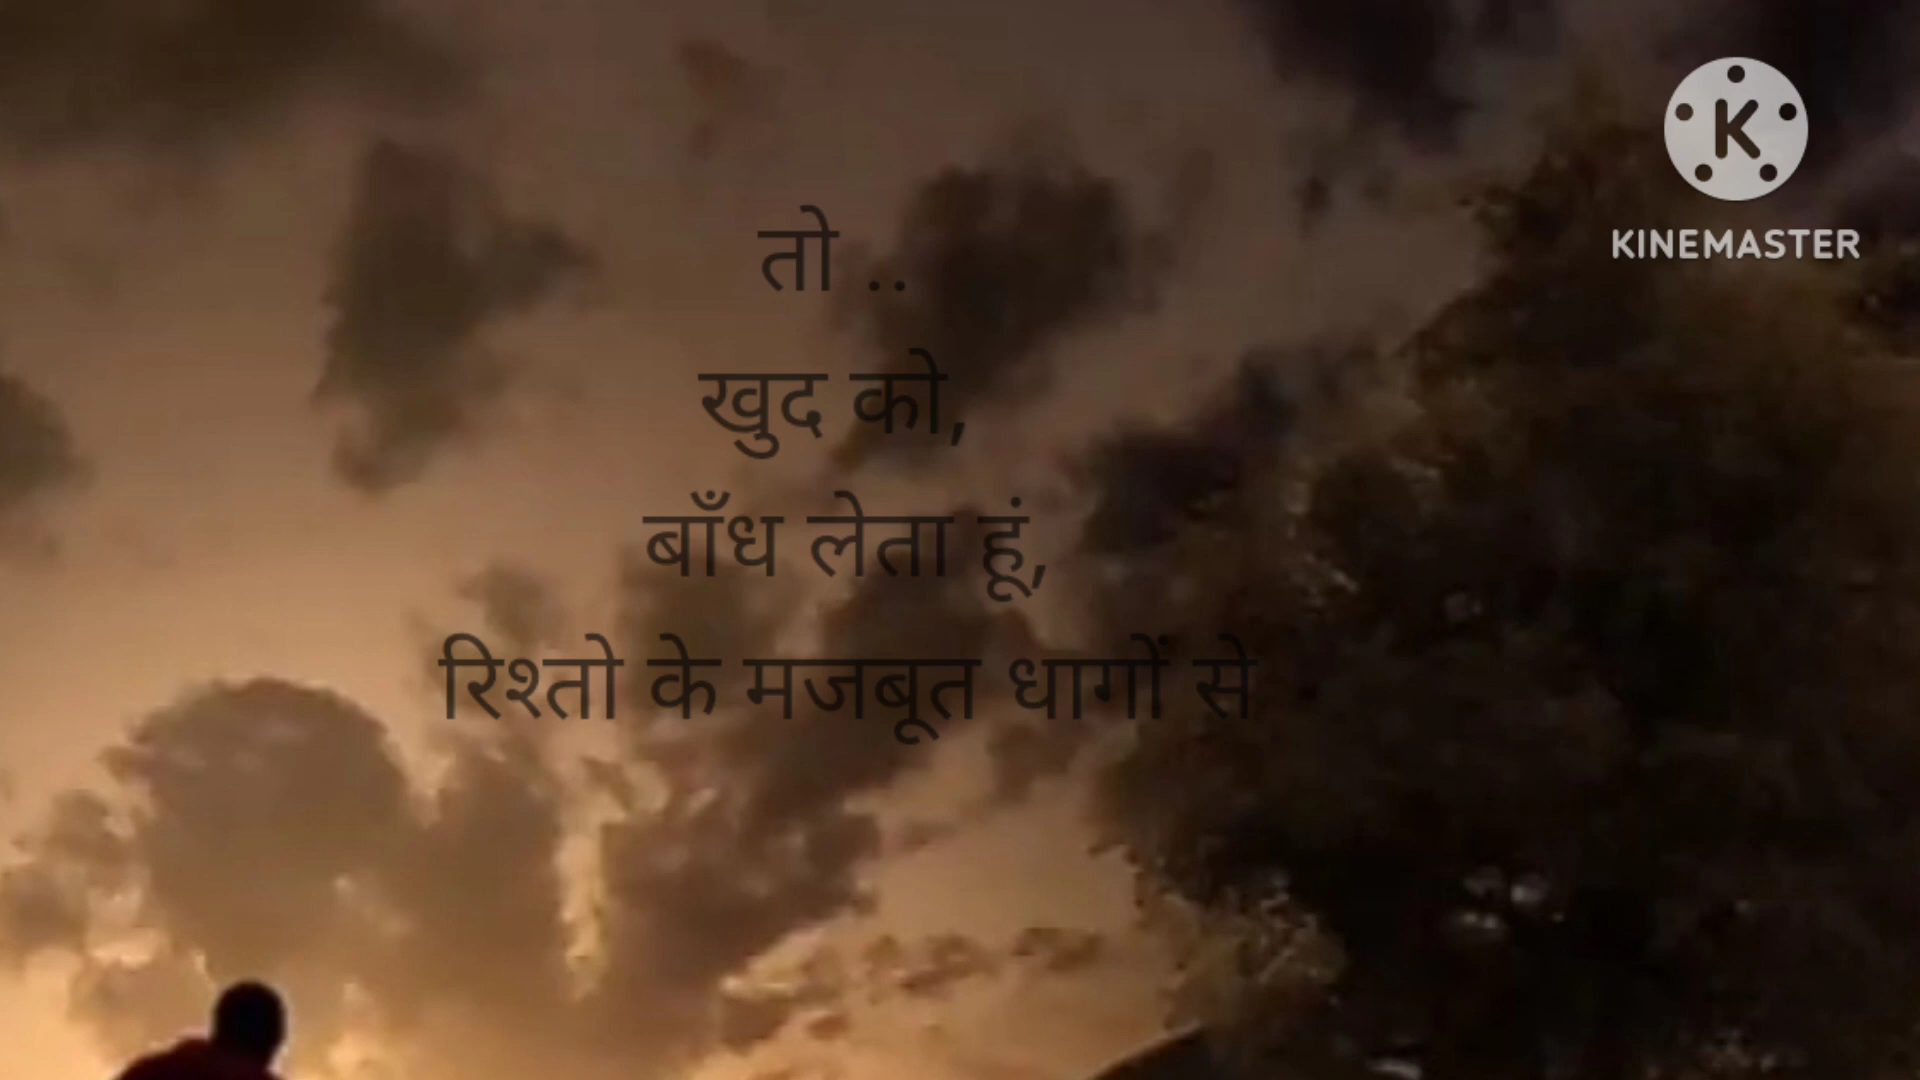 तो ..
खुद को,
बाँध लेता हूं,
रिश्तो के मजबूत धागों से
K
KINEMASTER